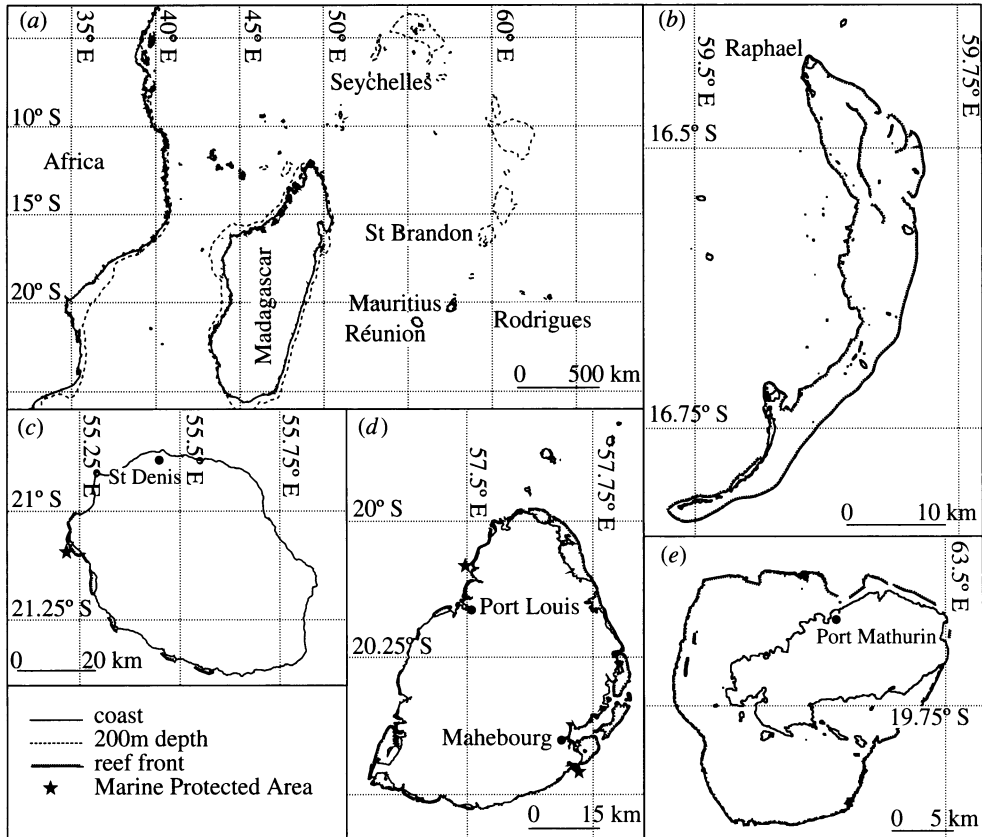 (a)
35° E
40° E
45° E
50° E
60° E
10° S
15° S
20° S
Africa
Seychelles
St Brandon
Madagascar
Mauritius
Réunion
Rodrigues
0 500 km
(b)
Raphael
59.5° E
59.75° E
16.5° S
16.75° S
0 10 km
(c)
55.25° E
55.5° E
55.75° E
St Denis
21° S
21.25° S
0 20 km
coast
200m depth
reef front
Marine Protected Area
(d)
57.5° E
57.75° E
20° S
Port Louis
20.25° S
Mahebourg
0 15 km
(e)
63.5° E
Port Mathurin
19.75° S
0 5 km